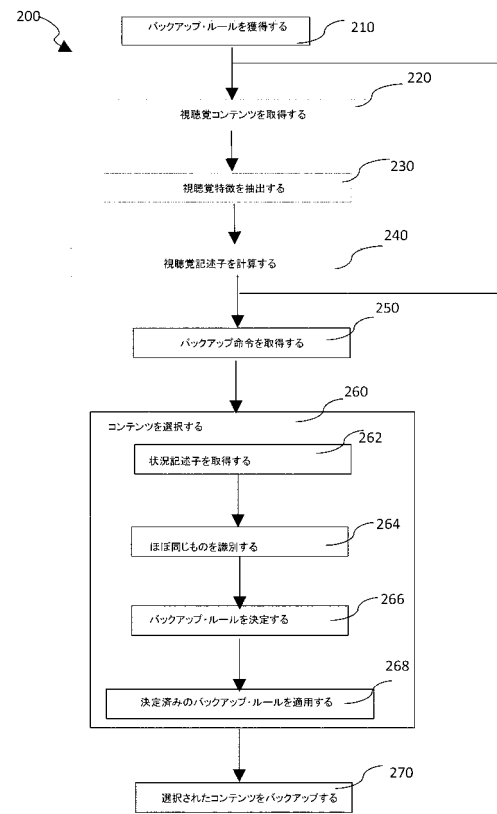 200
バックアップ・ルールを獲得する
210
220
視聴覚コンテンツを取得する
230
視聴覚特徴を抽出する
240
視聴覚記述子を計算する
250
バックアップ命令を取得する
260
コンテンツを選択する
262
状況記述子を取得する
264
ほぼ同じものを識別する
266
バックアップ・ルールを決定する
268
決定済みのバックアップ・ルールを適用する
270
選択されたコンテンツをバックアップする